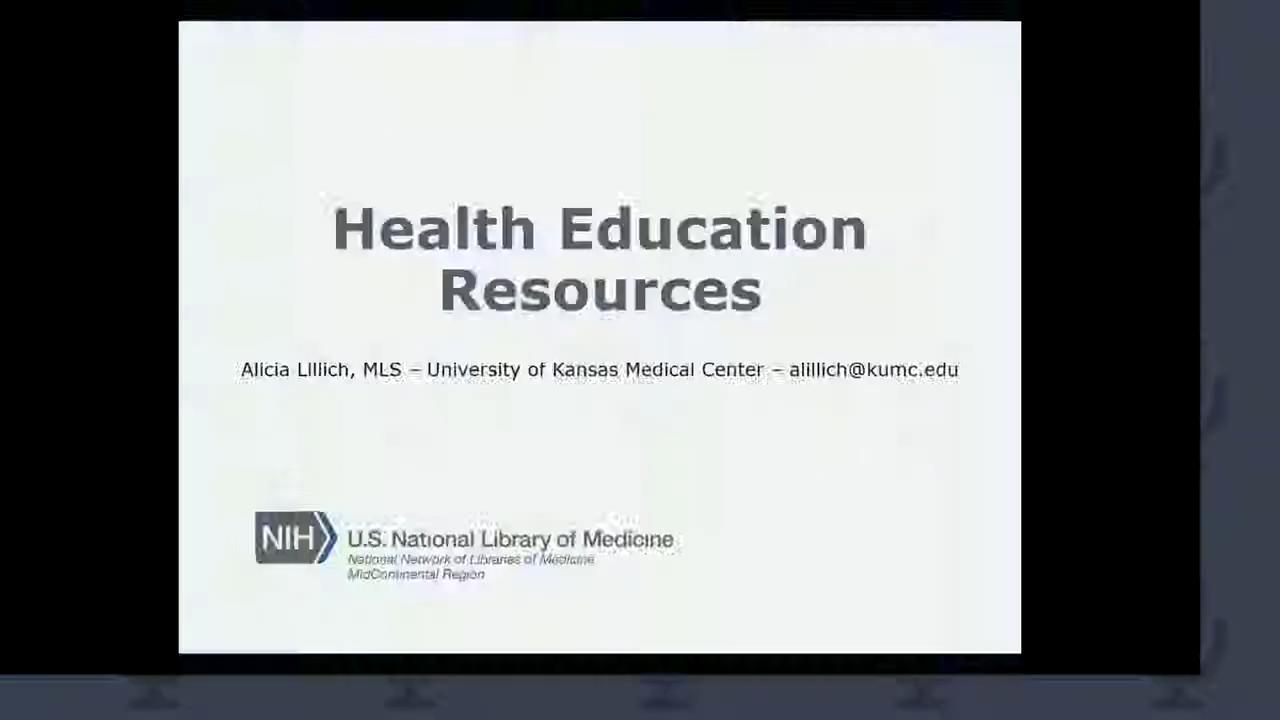 Health Education
Resources
Alicia Lillich, MLS – University of Kansas Medical Center – alillich@kumc.edu
NIH
U.S. National Library of Medicine
National Network of Libraries of Medicine
MidContinental Region